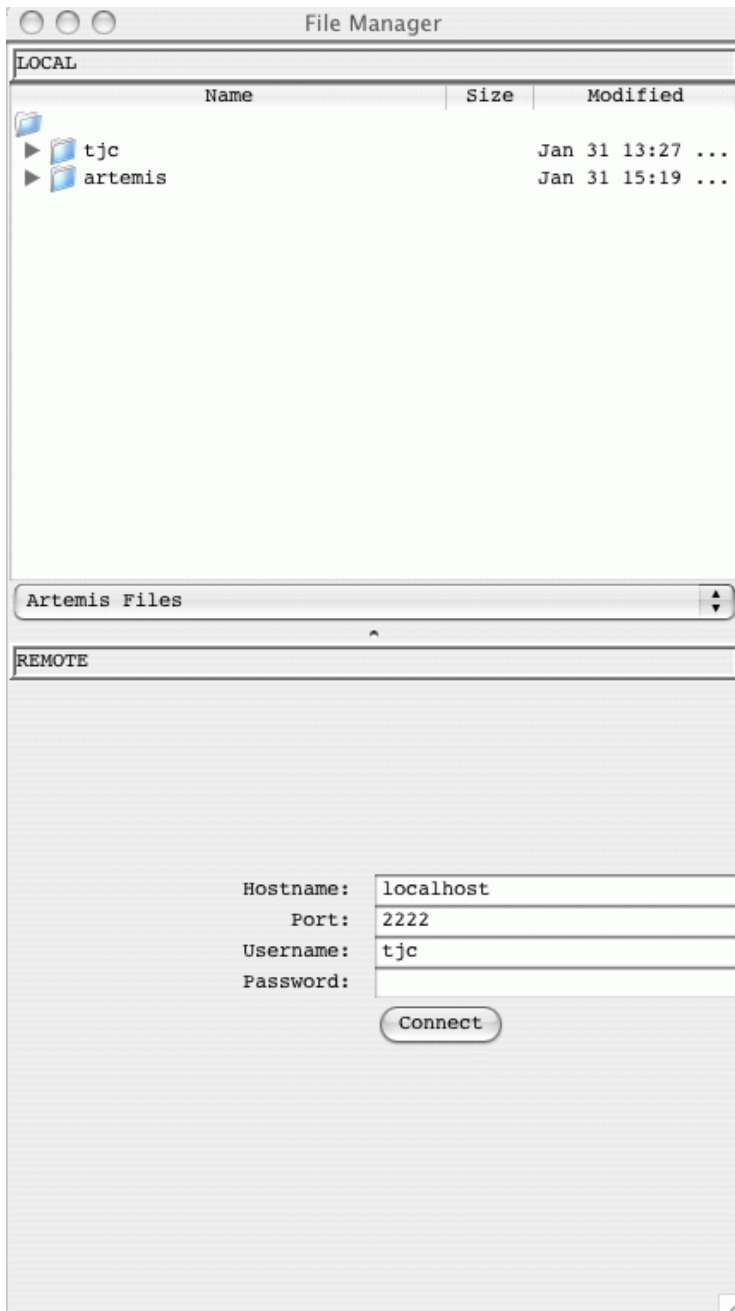 File Manager
LOCAL
Name Size Modified
tjc Jan 31 13:27 ...
artemis Jan 31 15:19 ...
Artemis Files
REMOTE
Hostname: localhost
Port: 2222
Username: tjc
Password:
Connect